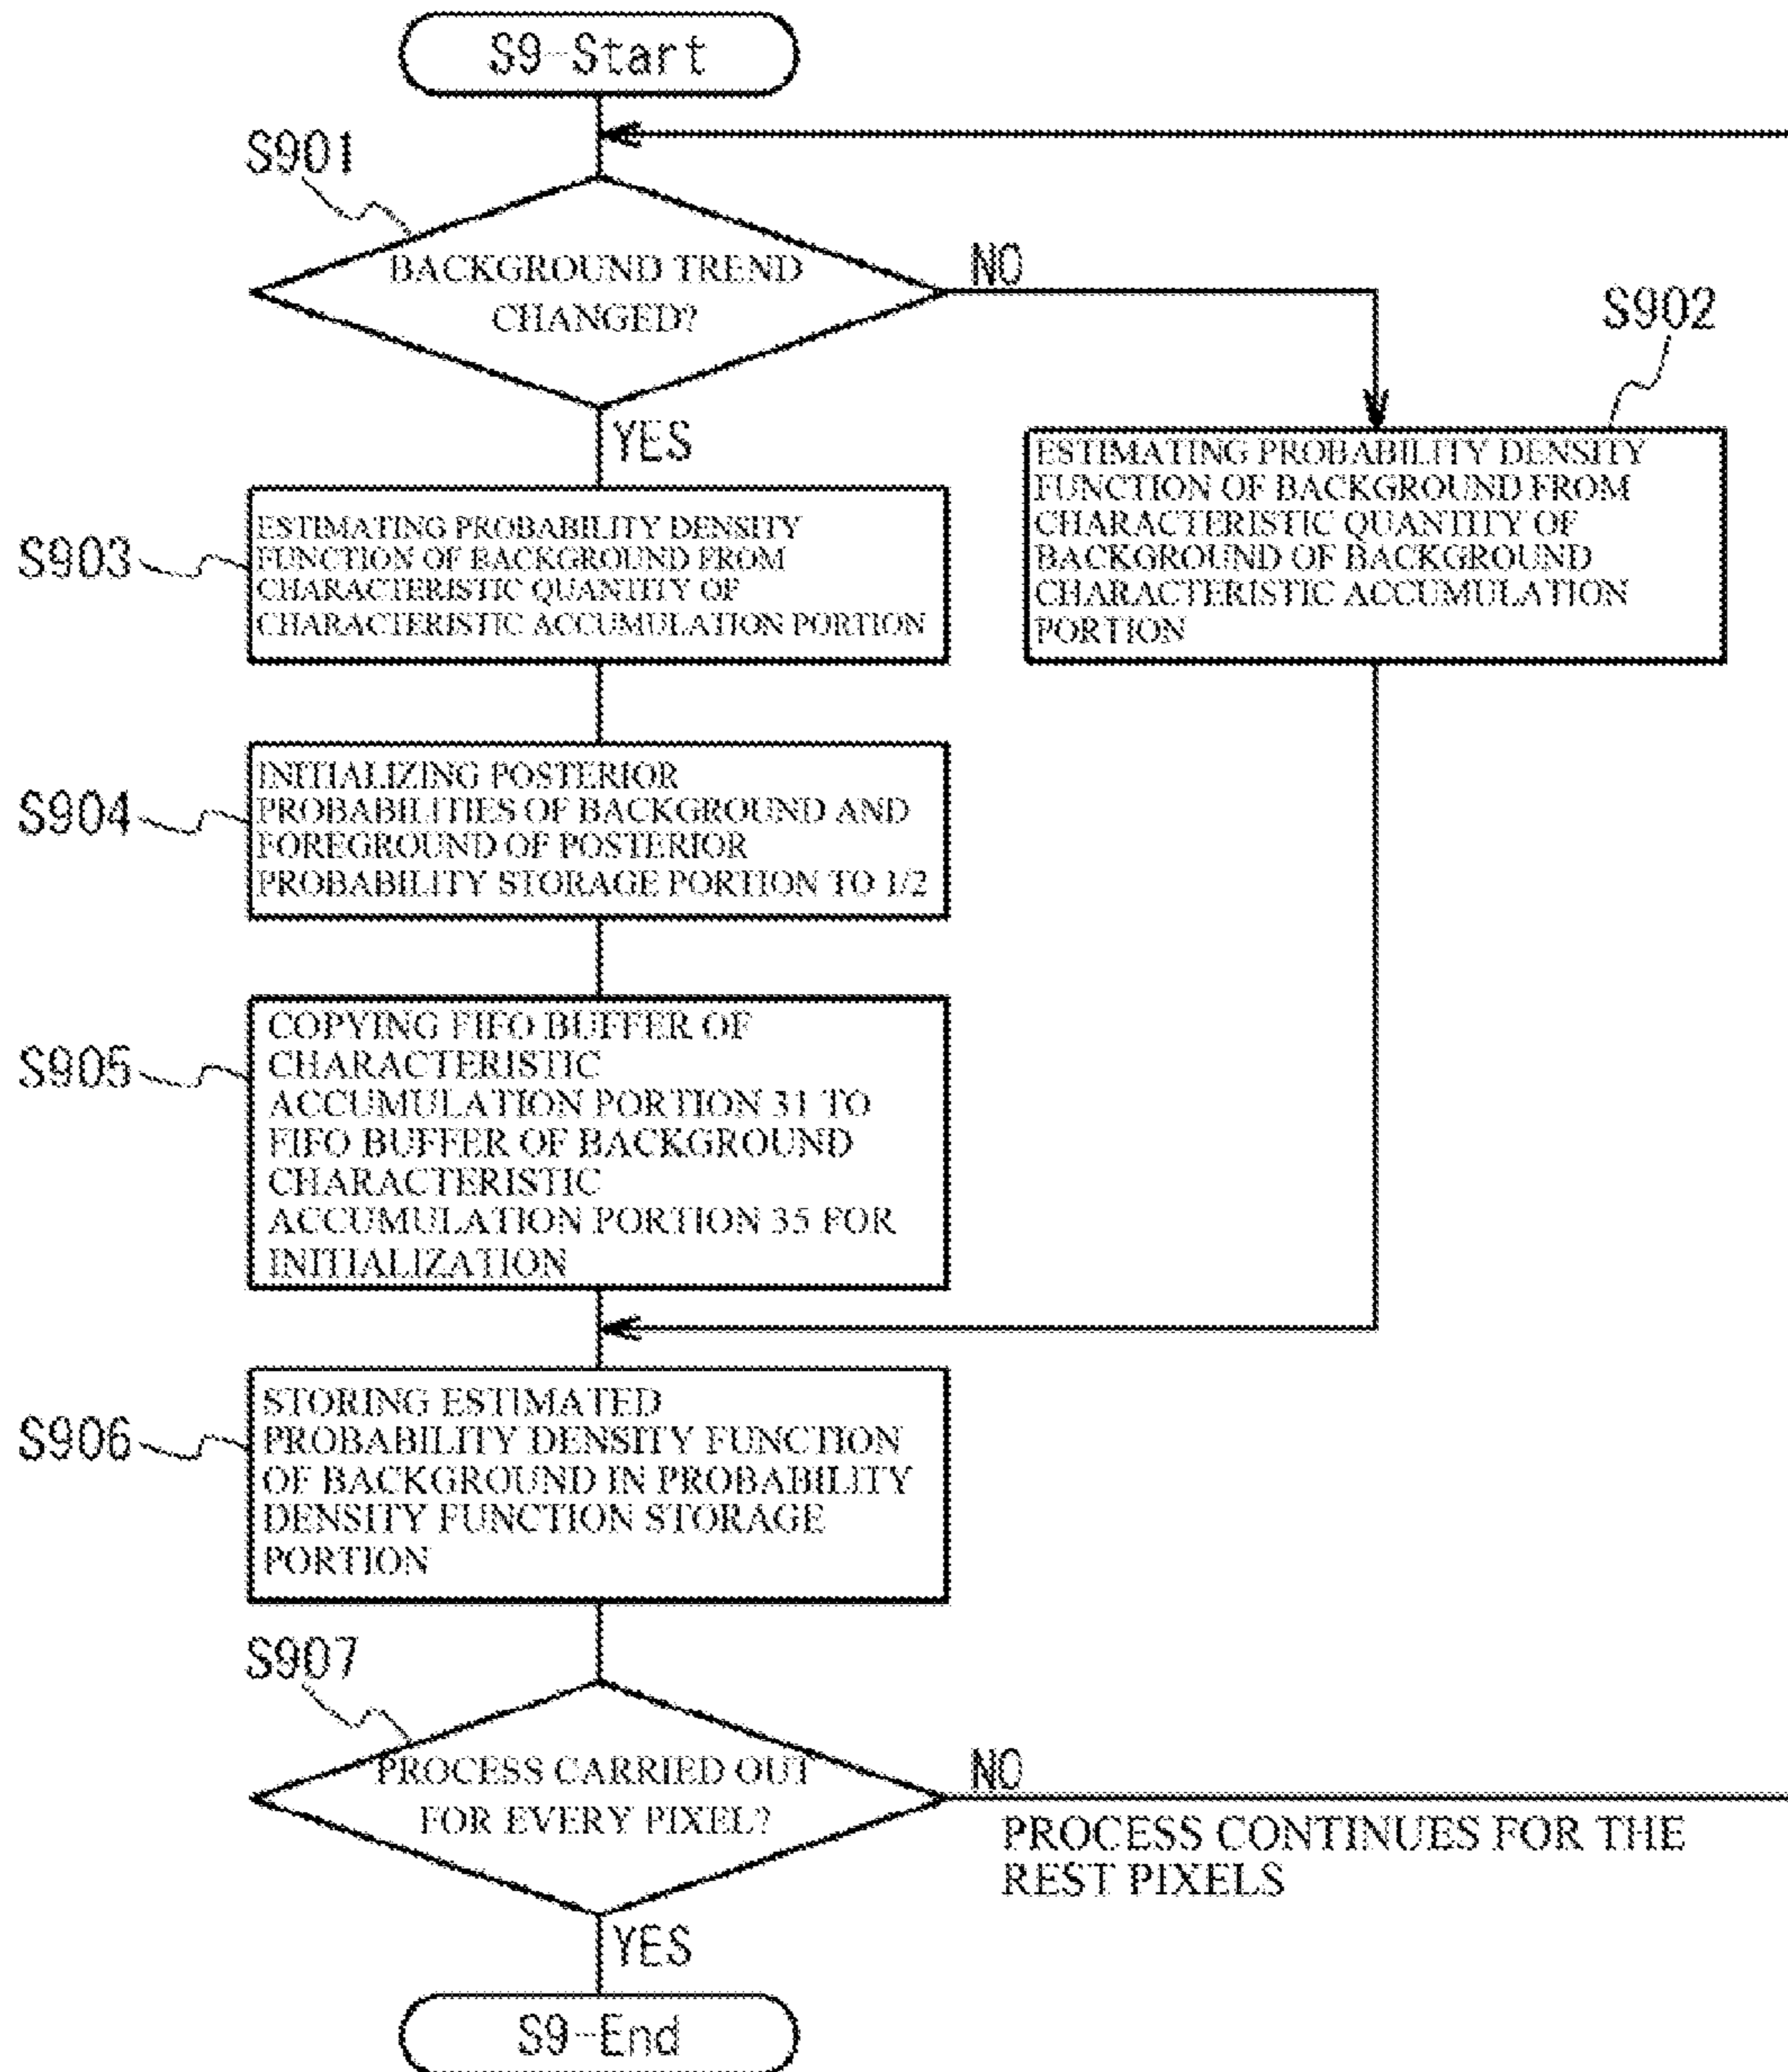 S9-Start
S901
BACKGROUND TREND
CHANGED?
NO
YES
S902
ESTIMATING PROBABILITY DENSITY
FUNCTION OF BACKGROUND FROM
CHARACTERISTIC QUANTITY OF
BACKGROUND OF BACKGROUND
CHARACTERISTIC ACCUMULATION
PORTION
S903
ESTIMATING PROBABILITY DENSITY
FUNCTION OF BACKGROUND FROM
CHARACTERISTIC QUANTITY OF
CHARACTERISTIC ACCUMULATION PORTION
S904
INITIALIZING POSTERIOR
PROBABILITIES OF BACKGROUND AND
FOREGROUND OF POSTERIOR
PROBABILITY STORAGE PORTION TO 1/2
S905
COPYING FIFO BUFFER OF
CHARACTERISTIC
ACCUMULATION PORTION 31 TO
FIFO BUFFER OF BACKGROUND
CHARACTERISTIC
ACCUMULATION PORTION 35 FOR
INITIALIZATION
S906
STORING ESTIMATED
PROBABILITY DENSITY FUNCTION
OF BACKGROUND IN PROBABILITY
DENSITY FUNCTION STORAGE
PORTION
S907
PROCESS CARRIED OUT
FOR EVERY PIXEL?
NO
PROCESS CONTINUES FOR THE
REST PIXELS
YES
S9-End